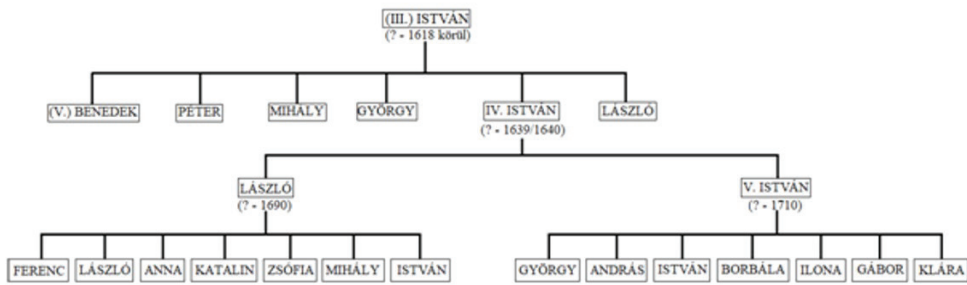 (III.) ISTVÁN
(? - 1618 körül)
(V.) BENEDEK PÉTER MIHÁLY GYÖRGY IV. ISTVÁN LÁSZLÓ
(? - 1639/1640)
LÁSZLÓ V. ISTVÁN
(? - 1690) (? - 1710)
FERENC LÁSZLÓ ANNA KATALIN ZSÓFIA MIHÁLY ISTVÁN GYÖRGY ANDRÁS ISTVÁN BORBÁLA ILONA GÁBOR KLÁRA